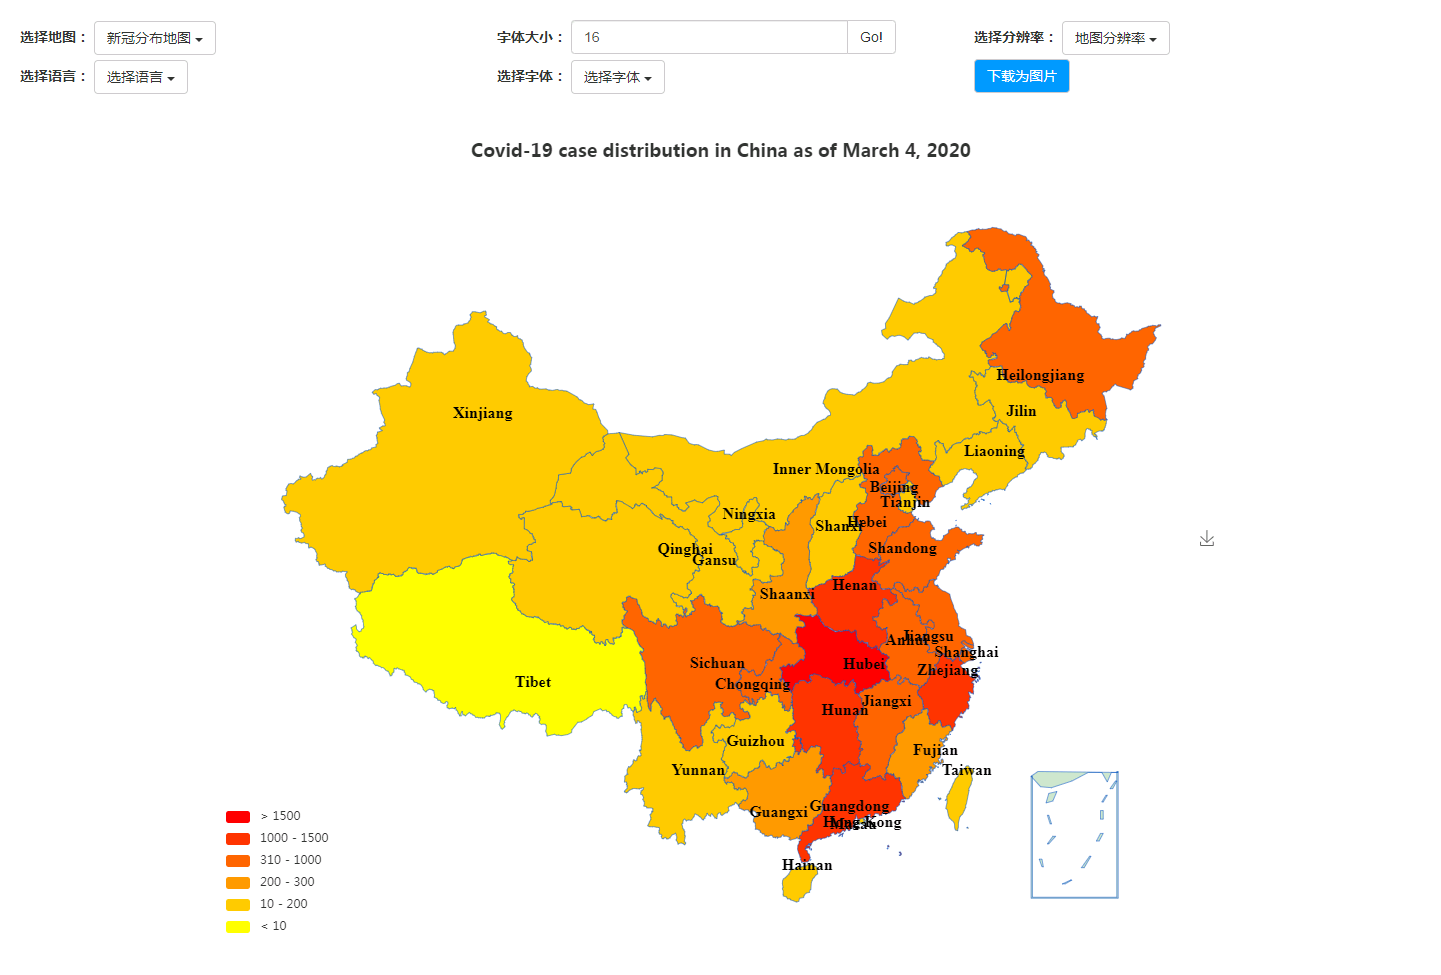 选择地图： 新冠分布地图
字体大小： 16 Go!
选择分辨率： 地图分辨率
选择语言： 选择语言
选择字体： 选择字体
下载为图片
Covid-19 case distribution in China as of March 4, 2020
Heilongjiang
Xinjiang
Jilin
Liaoning
Inner Mongolia
Beijing
Tianjin
Ningxia
Shanxi
Hebei
Qinghai
Shandong
Gansu
Henan
Shaanxi
Jiangsu
Anhui
Shanghai
Sichuan
Hubei
Zhejiang
Tibet
Chongqing
Jiangxi
Hunan
Guizhou
Fujian
Yunnan
Taiwan
Guangdong
Guangxi
Hong Kong
Macau
Hainan
> 1500
1000 - 1500
310 - 1000
200 - 300
10 - 200
< 10